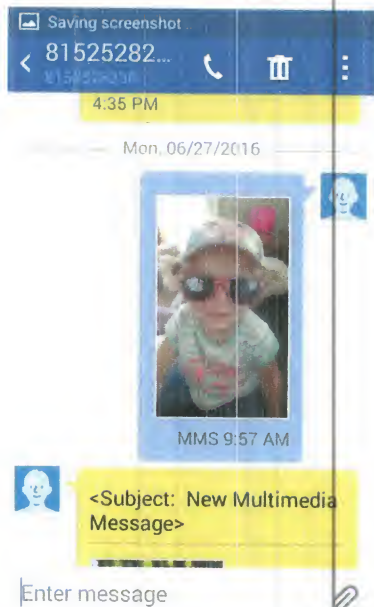 Saving screenshot...
81525282...
4:35 PM
Mon, 06/27/2016
MMS 9:57 AM
<Subject: New Multimedia
Message>
Enter message